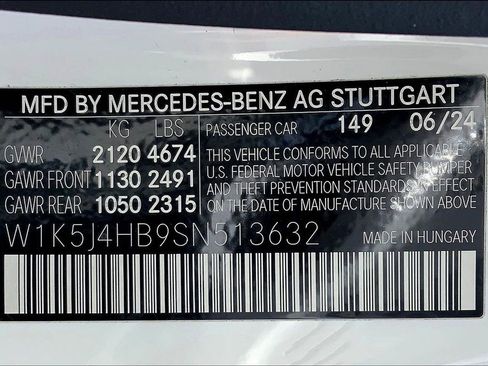 MFD BY MERCEDES-BENZ AG STUTTGART
KG LBS PASSENGER CAR 149 06/24
GVWR 2120 4674
GAWR FRONT 1130 2491
GAWR REAR 1050 2315
THIS VEHICLE CONFORMS TO ALL APPLICABLE
U.S. FEDERAL MOTOR VEHICLE SAFETY, BUMPER
AND THEFT PREVENTION STANDARDS IN EFFECT
ON THE DATE OF MANUFACTURE SHOWN ABOVE
W1K5J4HB9SN513632 MADE IN HUNGARY